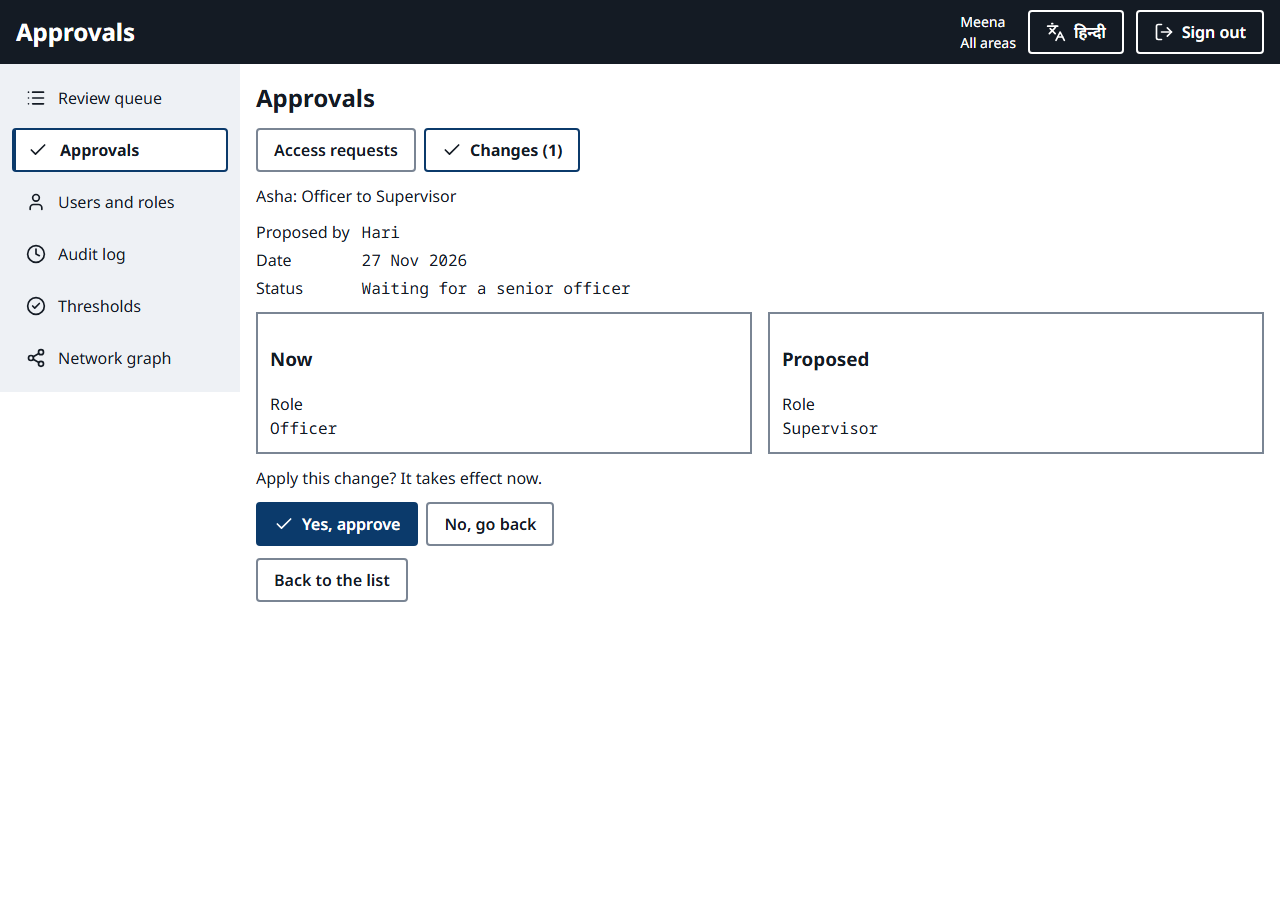 Approvals
Meena
All areas
हिन्दी
Sign out
Review queue
Approvals
Users and roles
Audit log
Thresholds
Network graph
Approvals
Access requests
Changes (1)
Asha: Officer to Supervisor
Proposed by Hari
Date 27 Nov 2026
Status Waiting for a senior officer
Now
Role
Officer
Proposed
Role
Supervisor
Apply this change? It takes effect now.
Yes, approve
No, go back
Back to the list